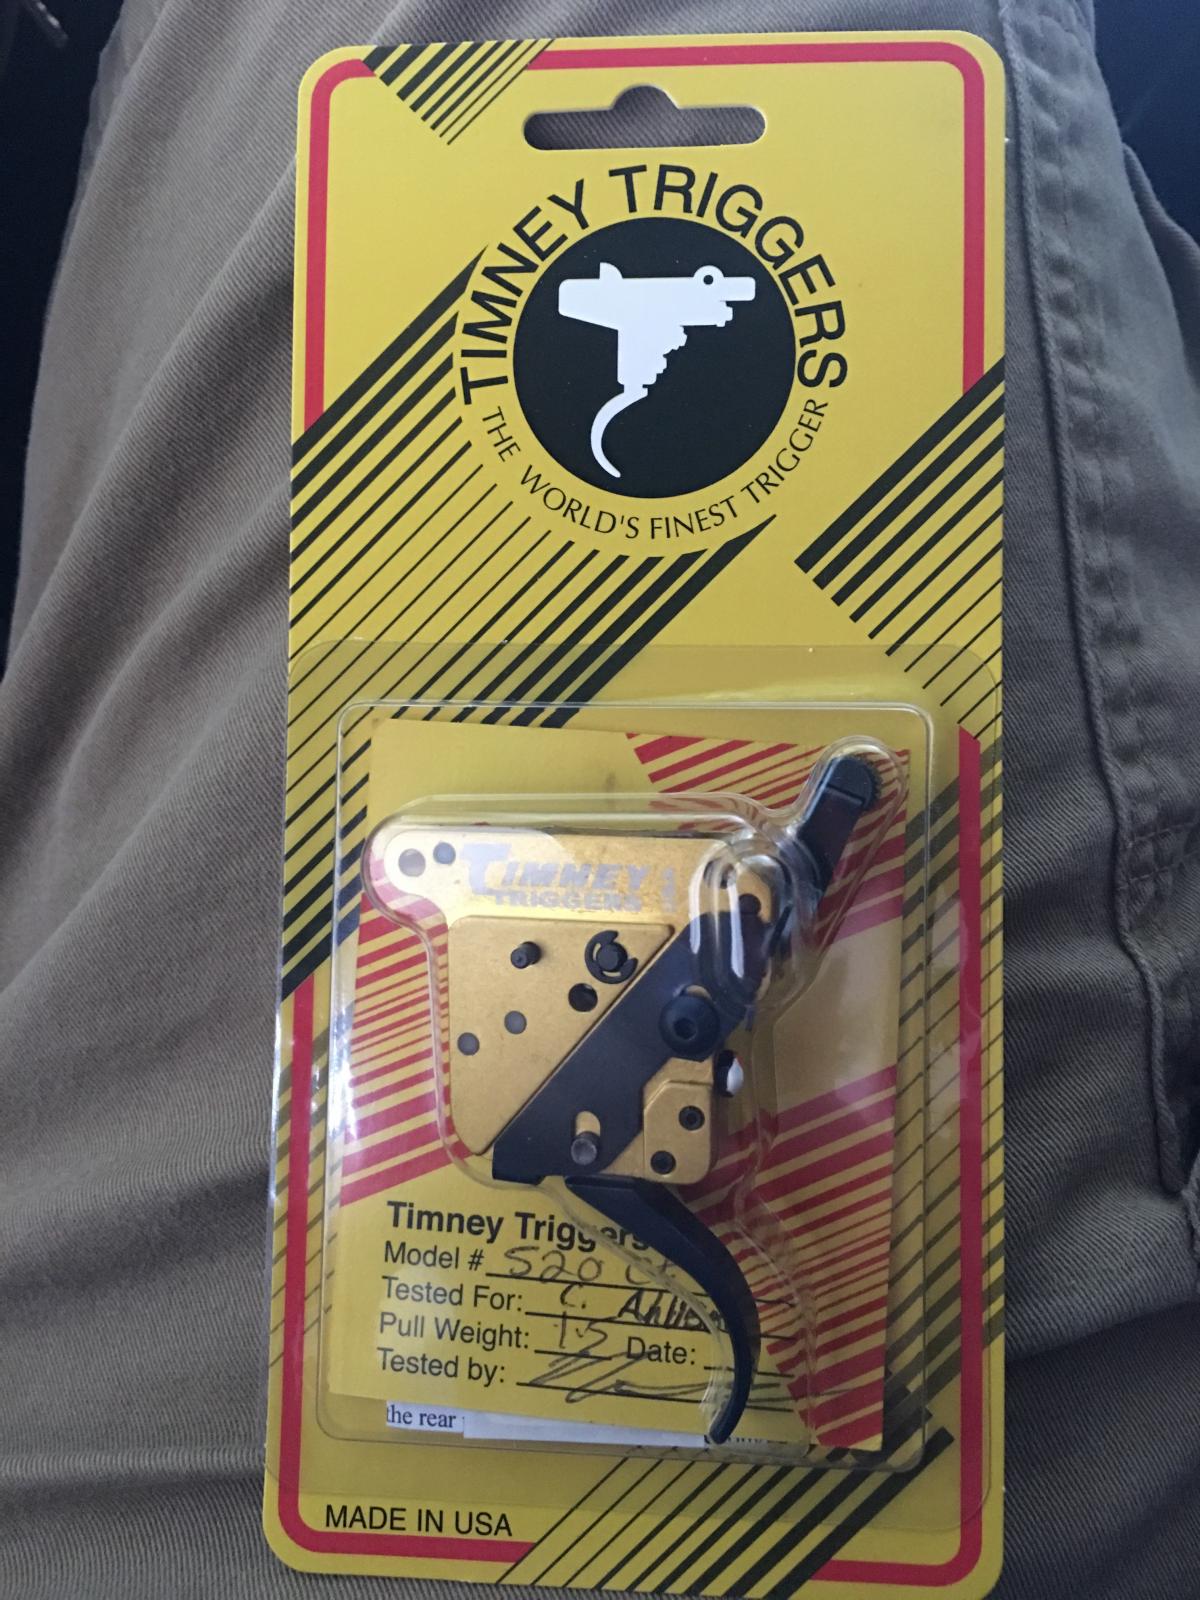 TIMNEY TRIGGERS
THE WORLD'S FINEST TRIGGER
TIMNEY
TRIGGERS
Timney Triggers
Model # 520
Tested For: C.
Pull Weight: 1.5 Date:
Tested by:
the rear
MADE IN USA